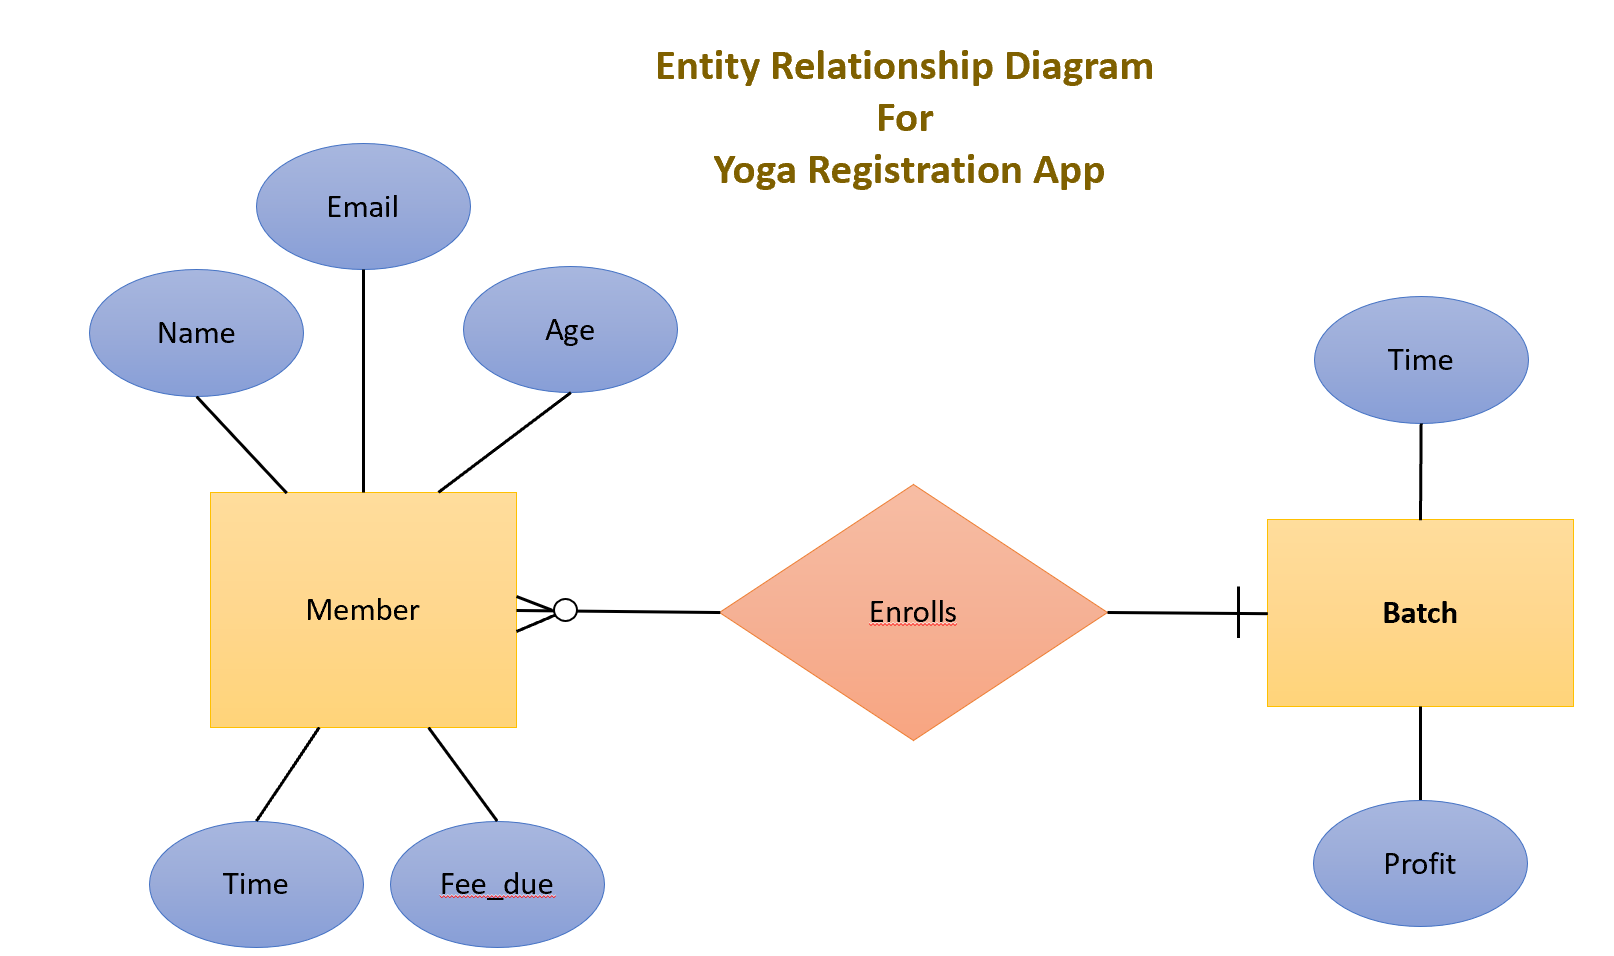 Entity Relationship Diagram
For
Yoga Registration App
Email
Name
Age
Time
Member
Enrolls
Batch
Time
Fee_due
Profit